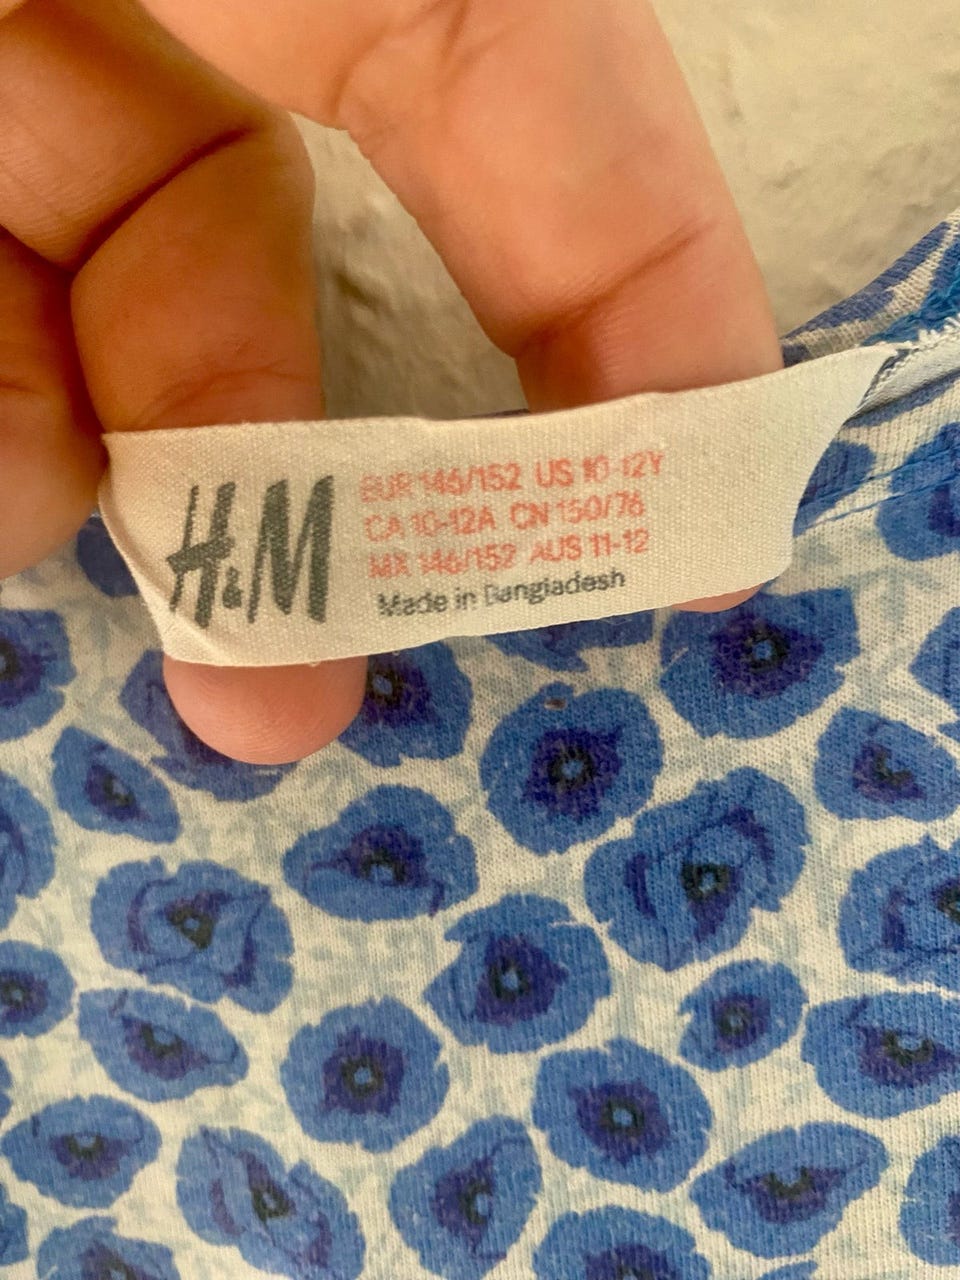 H&M
EUR 146/152 US 10-12Y
CA 10-12A CN 150/76
MX 146/152 AUS 11-12
Made in Bangladesh